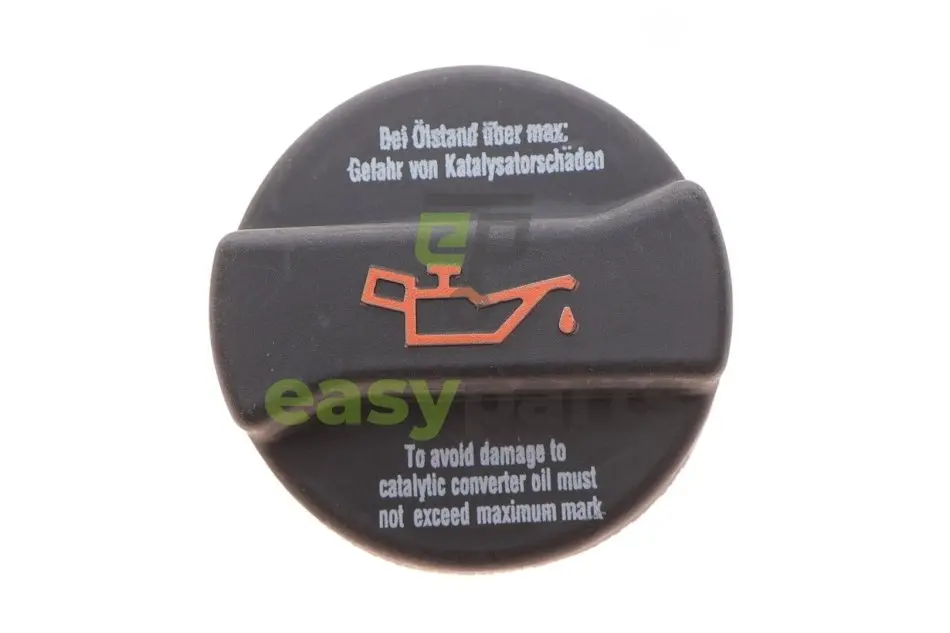 Bei Ölstand über max:
Gefahr von Katalysatorschäden
easyparts
To avoid damage to
catalytic converter oil must
not exceed maximum mark